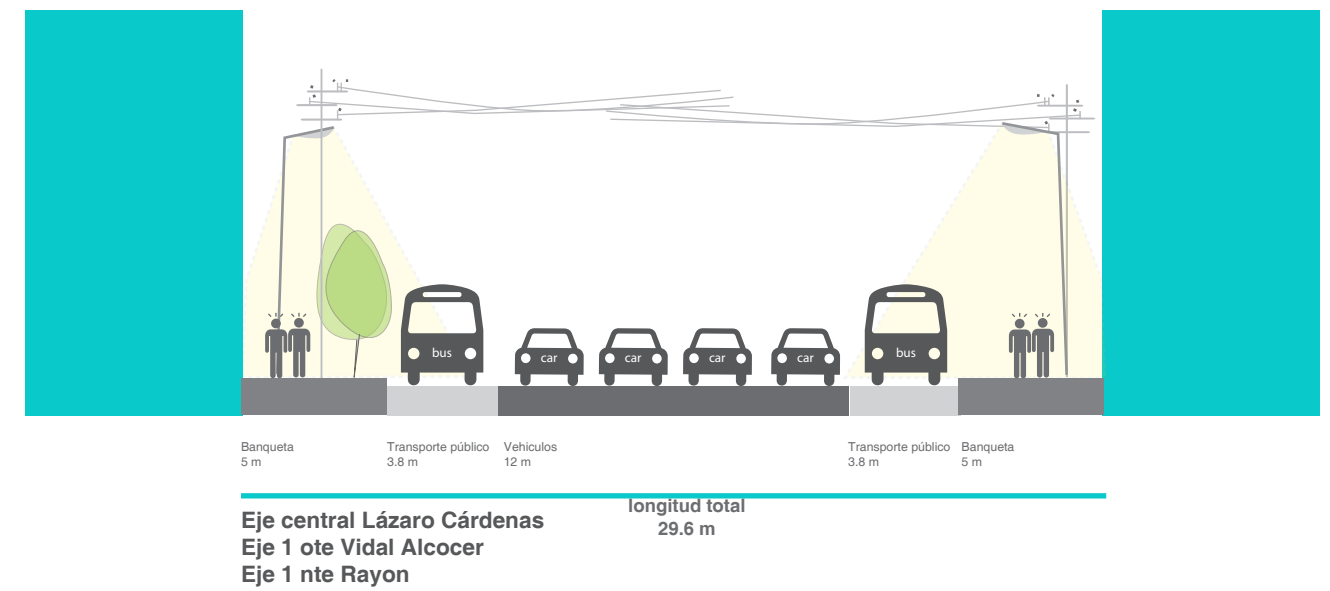 bus
car
car
car
car
bus
Banqueta
5 m
Transporte público
3.8 m
Vehiculos
12 m
Transporte público
3.8 m
Banqueta
5 m
longitud total
29.6 m
Eje central Lázaro Cárdenas
Eje 1 ote Vidal Alcocer
Eje 1 nte Rayon